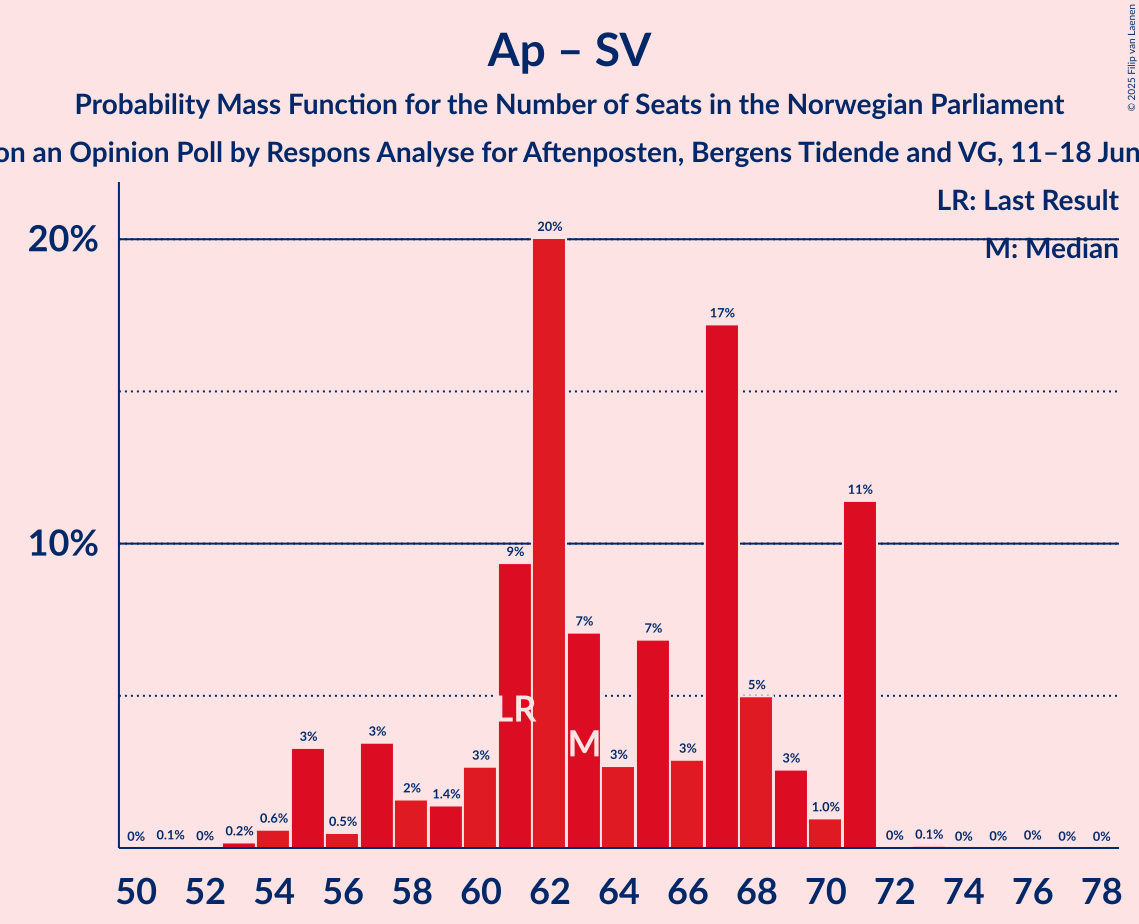 Ap – SV
Probability Mass Function for the Number of Seats in the Norwegian Parliament
on an Opinion Poll by Respons Analyse for Aftenposten, Bergens Tidende and VG, 11–18 Jun
© 2025 Filip van Laenen
LR: Last Result
M: Median
20%
10%
0% 0.1% 0% 0.2% 0.6% 3% 0.5% 3% 2% 1.4% 3% 9% 20% 7% 3% 7% 3% 17% 5% 3% 1.0% 11% 0% 0.1% 0% 0% 0% 0% 0%
LR
M
50 52 54 56 58 60 62 64 66 68 70 72 74 76 78